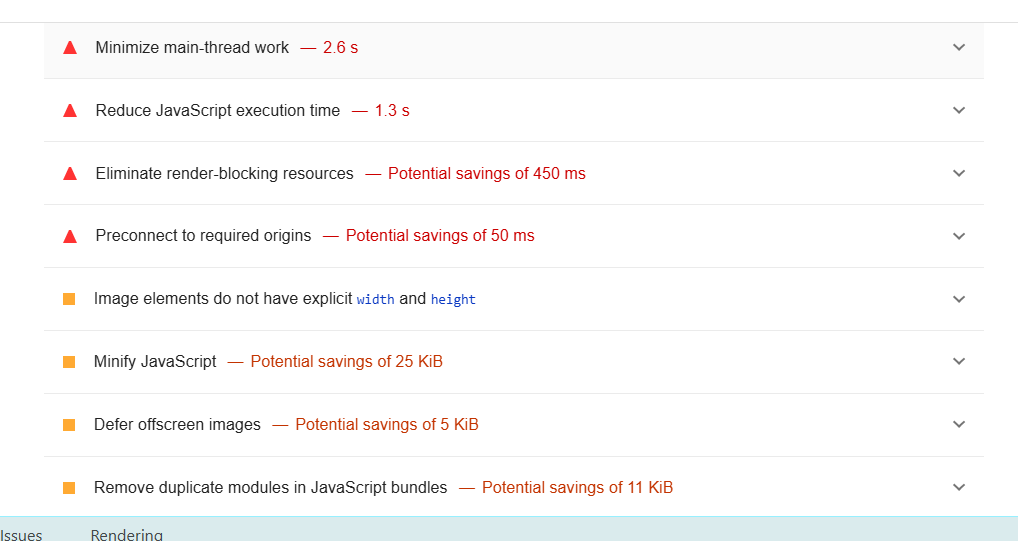 Minimize main-thread work — 2.6 s
Reduce JavaScript execution time — 1.3 s
Eliminate render-blocking resources — Potential savings of 450 ms
Preconnect to required origins — Potential savings of 50 ms
Image elements do not have explicit width and height
Minify JavaScript — Potential savings of 25 KiB
Defer offscreen images — Potential savings of 5 KiB
Remove duplicate modules in JavaScript bundles — Potential savings of 11 KiB
Issues Rendering